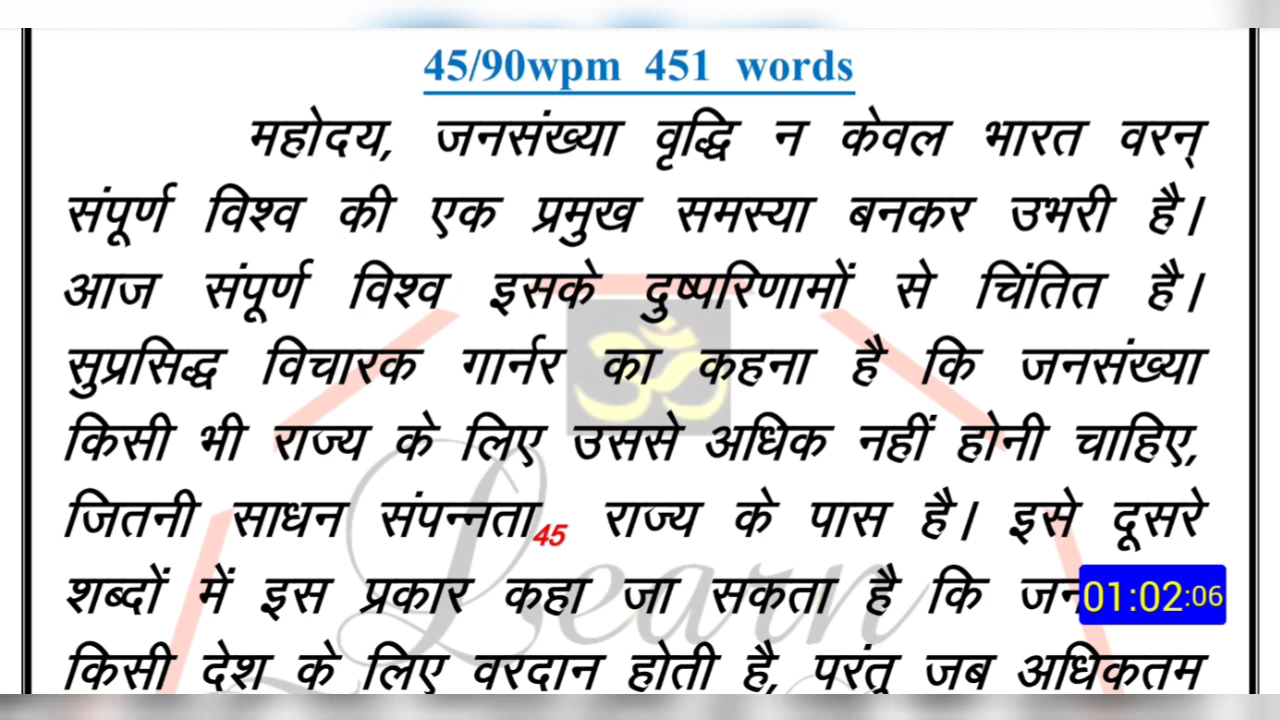 45/90wpm 451 words
महोदय, जनसंख्या वृद्धि न केवल भारत वरन्
संपूर्ण विश्व की एक प्रमुख समस्या बनकर उभरी है।
आज संपूर्ण विश्व इसके दुष्परिणामों से चिंतित है।
सुप्रसिद्ध विचारक गार्नर का कहना है कि जनसंख्या
किसी भी राज्य के लिए उससे अधिक नहीं होनी चाहिए,
जितनी साधन संपन्नता45 राज्य के पास है। इसे दूसरे
शब्दों में इस प्रकार कहा जा सकता है कि
01:02:06
किसी देश के लिए वरदान होती है, परंतु जब अधिकतम
ॐ
Learn